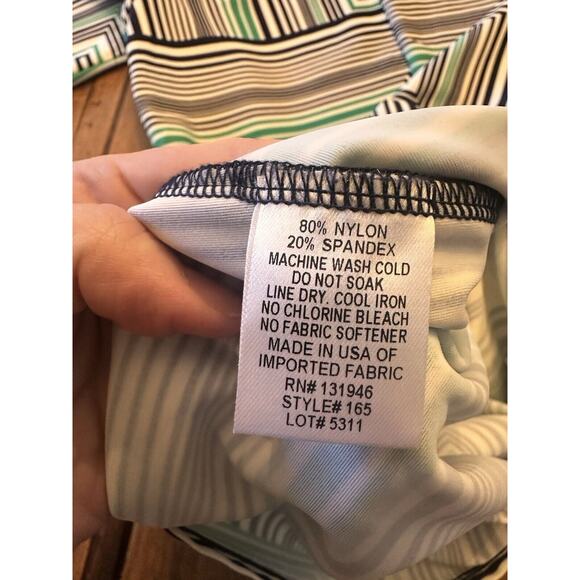 80% NYLON
20% SPANDEX
MACHINE WASH COLD
DO NOT SOAK
LINE DRY. COOL IRON
NO CHLORINE BLEACH
NO FABRIC SOFTENER
MADE IN USA OF
IMPORTED FABRIC
RN# 131946
STYLE# 165
LOT# 5311